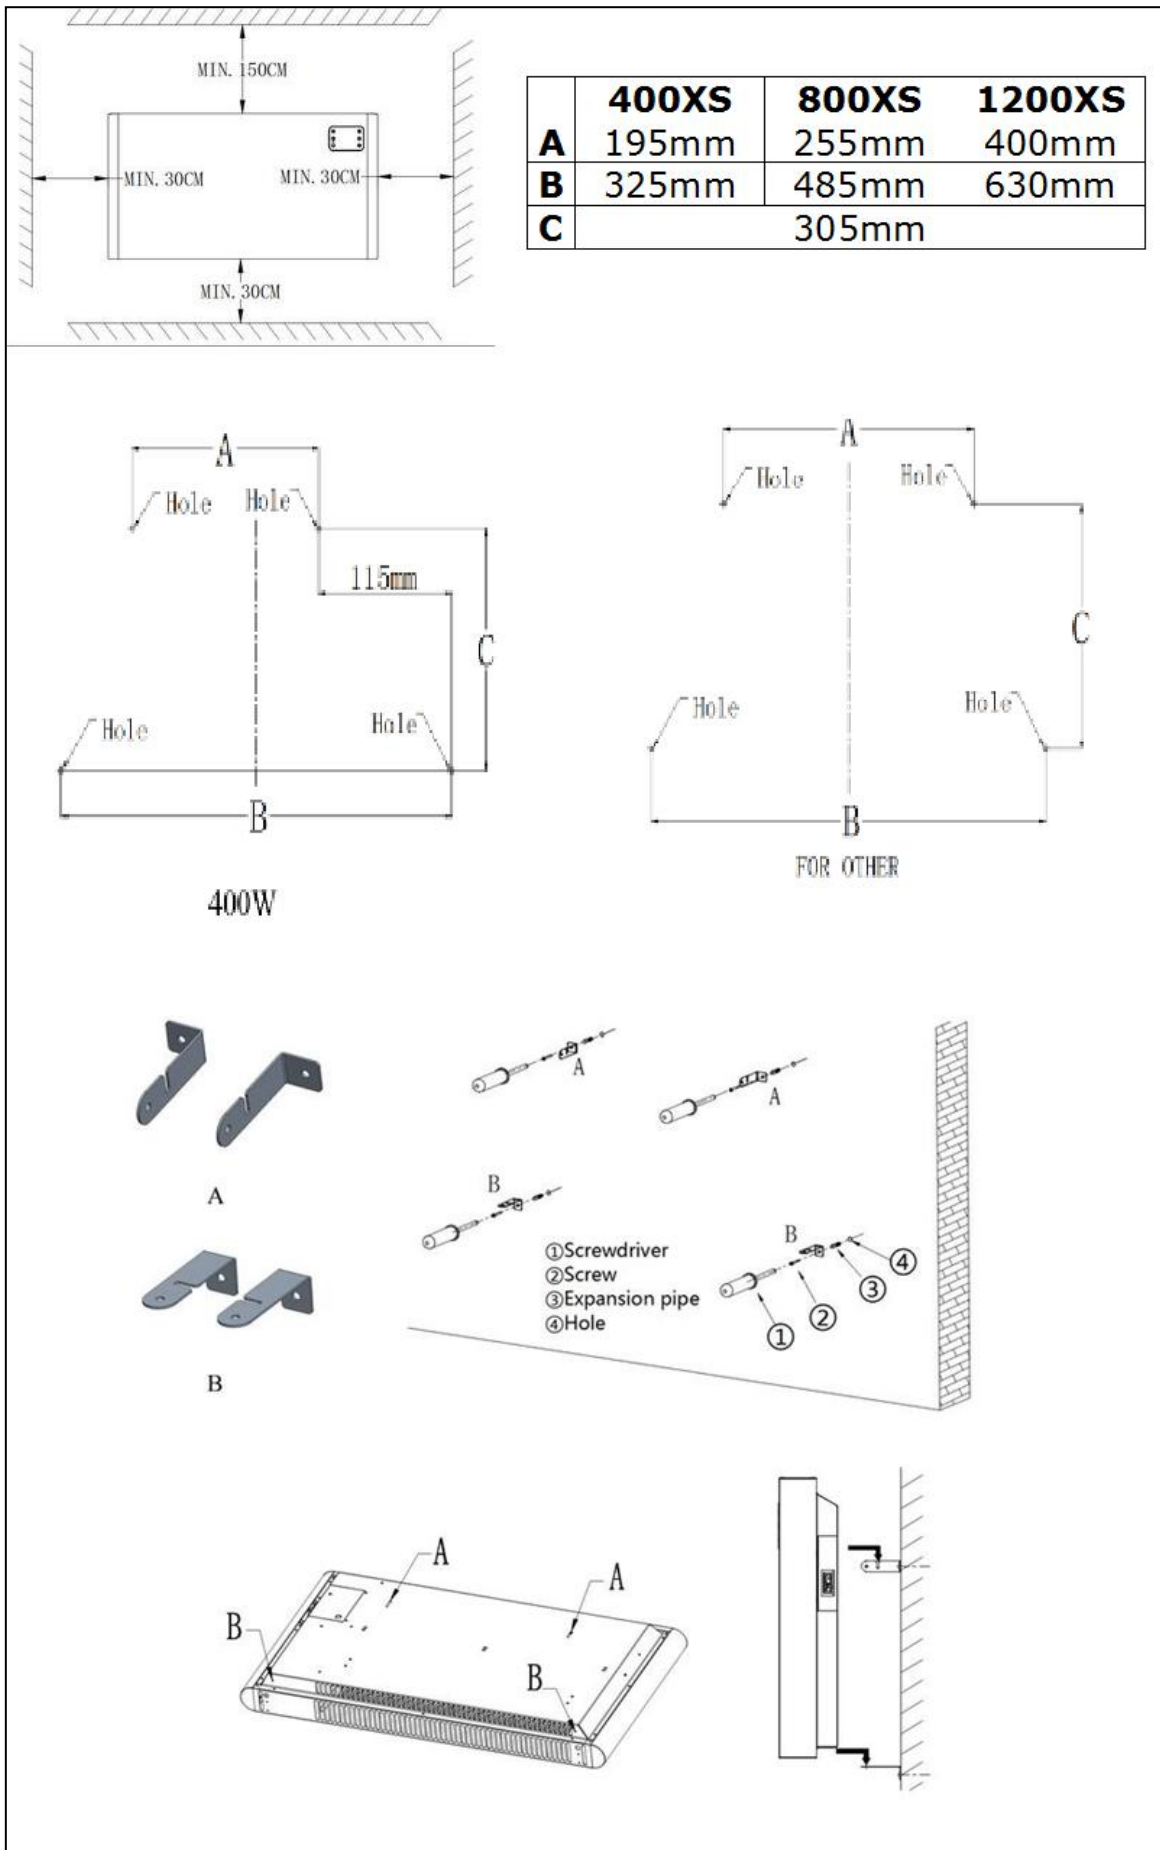 MIN. 150CM
MIN. 30CM MIN. 30CM
MIN. 30CM
400XS 800XS 1200XS
A 195mm 255mm 400mm
B 325mm 485mm 630mm
C 305mm
A
Hole Hole
115mm
C
Hole Hole
B
400W
A
Hole Hole
C
Hole Hole
B
FOR OTHER
A
B
A
A
B
B
①Screwdriver
②Screw
③Expansion pipe
④Hole
④
③
②
①
A
A
B
B